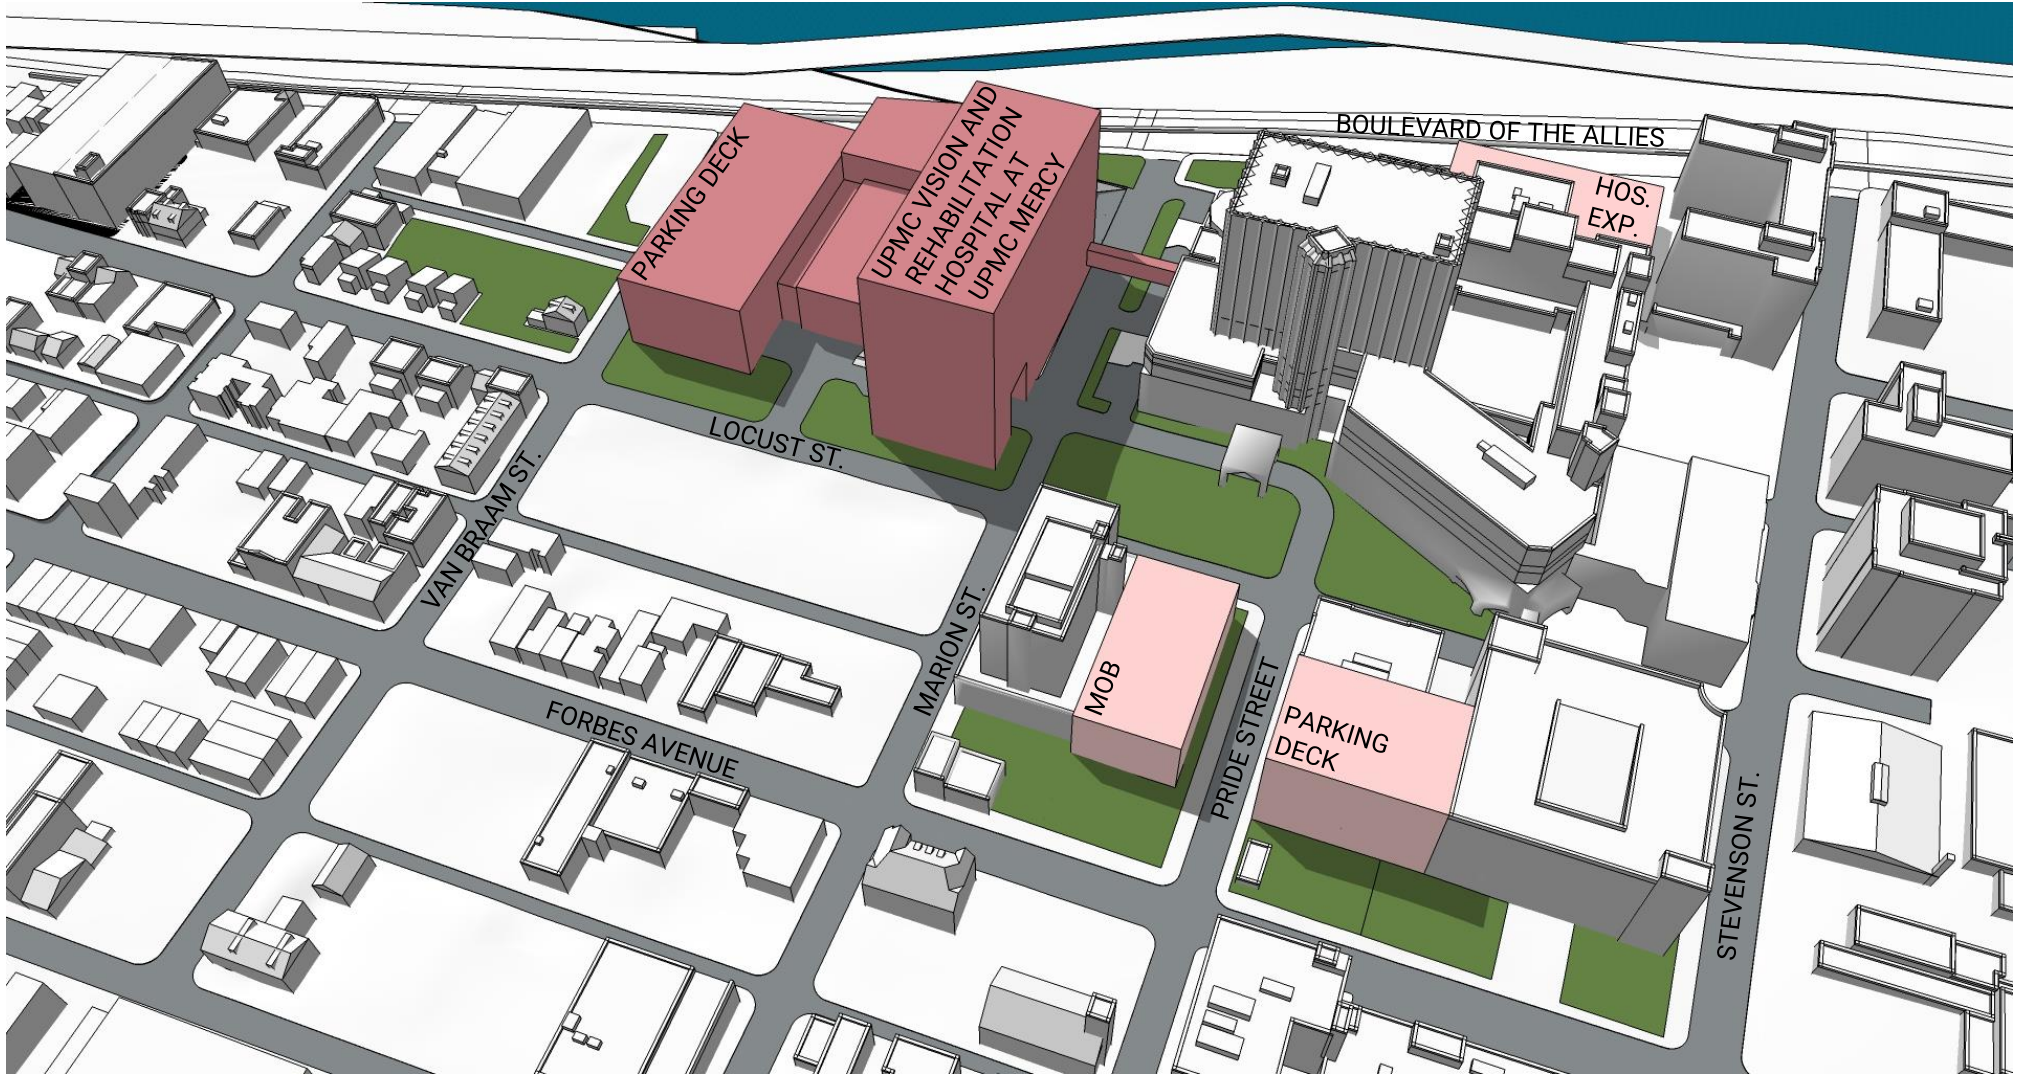 BOULEVARD OF THE ALLIES
PARKING DECK
UPMC VISION AND
REHABILITATION
HOSPITAL AT
UPMC MERCY
HOS.
EXP.
LOCUST ST.
VAN BRAAM ST.
MARION ST.
MOB
FORBES AVENUE
PRIDE STREET
PARKING
DECK
STEVENSON ST.